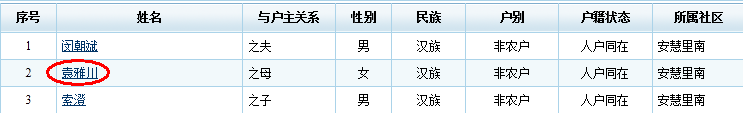 序号 姓名 与户主关系 性别 民族 户别 户籍状态 所属社区
1 闵朝斌 之夫 男 汉族 非农户 人户同在 安慧里南
2 袁雅川 之母 女 汉族 非农户 人户同在 安慧里南
3 索澄 之子 男 汉族 非农户 人户同在 安慧里南